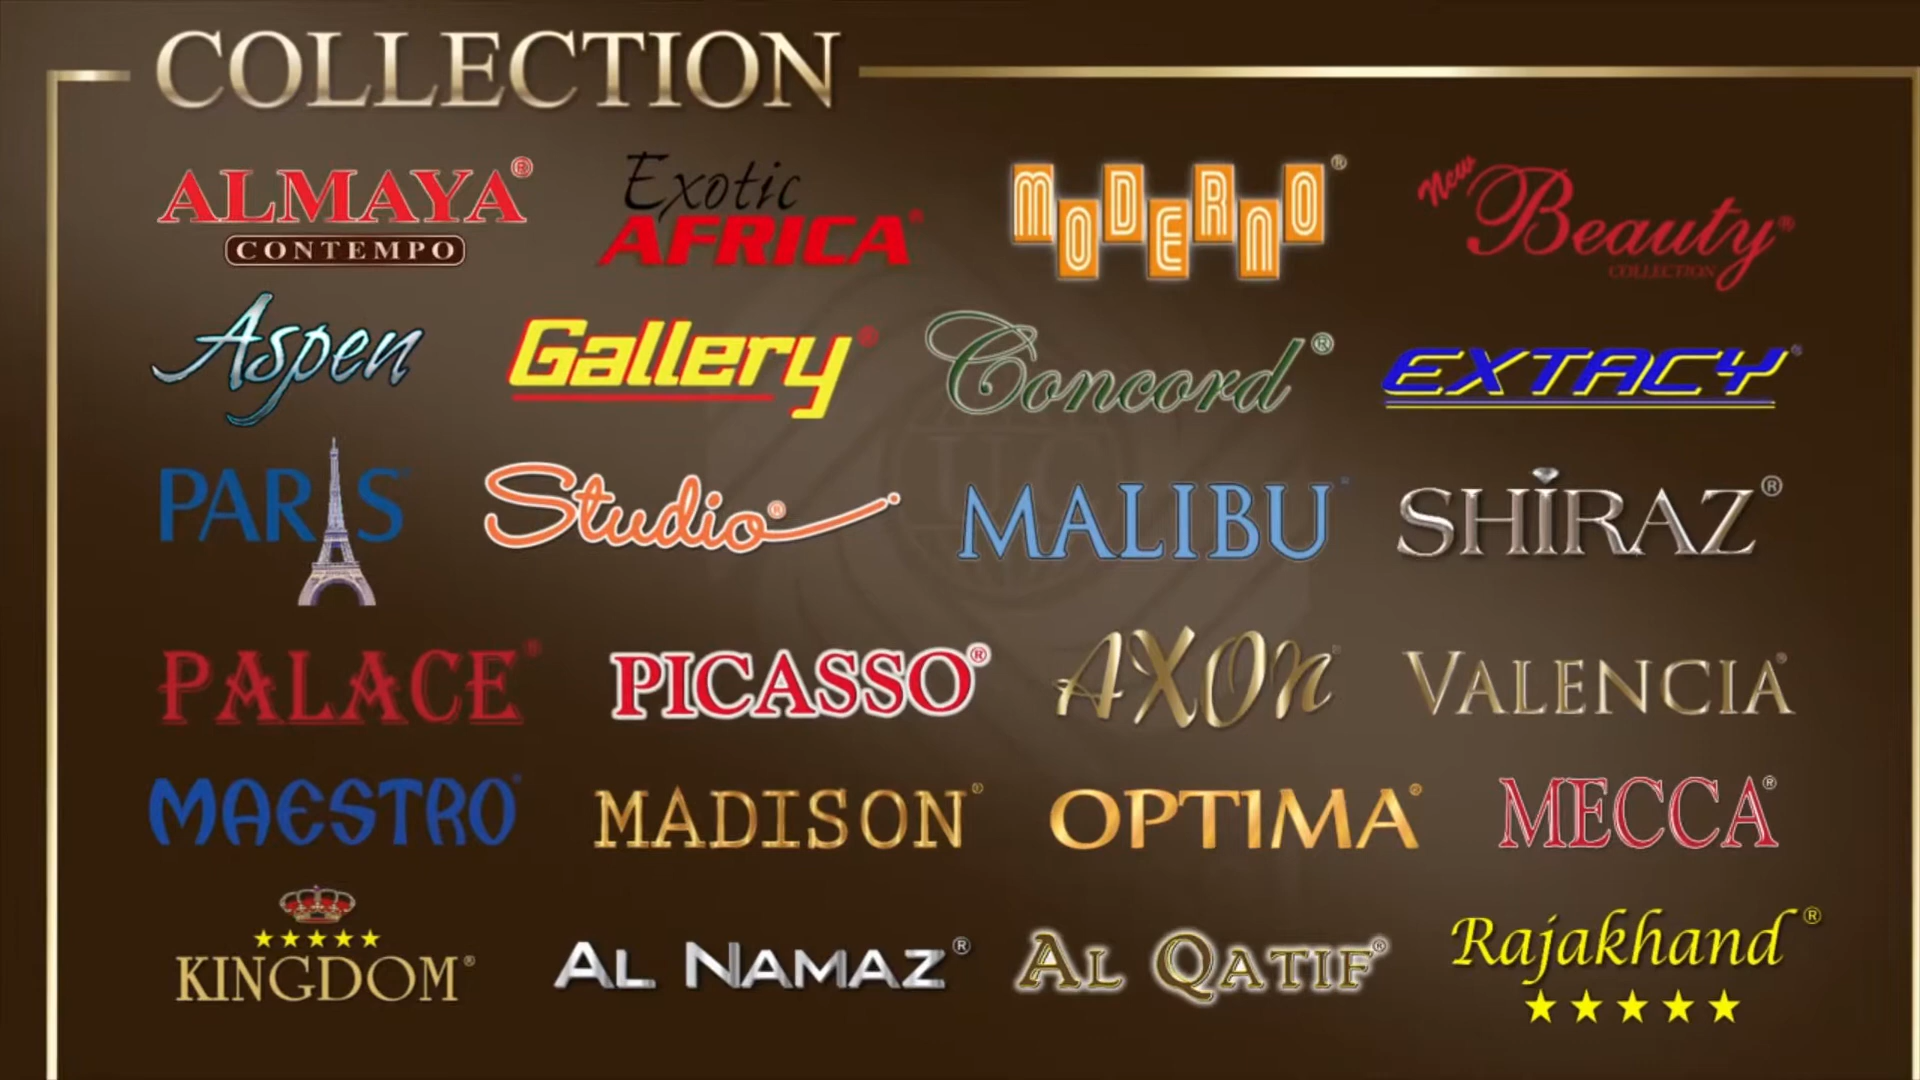 COLLECTION
ALMAYA®
CONTEMPO
Exotic
AFRICA®
MODERNO®
New
Beauty®
COLLECTION
Aspen
Gallery®
Concord®
EXTACY®
PARIS
Studio®
MALIBU
SHIRAZ®
PALACE®
PICASSO®
AXON
VALENCIA®
MAESTRO
MADISON®
OPTIMA®
MECCA®
KINGDOM®
AL NAMAZ®
AL QATIF®
Rajakhand®